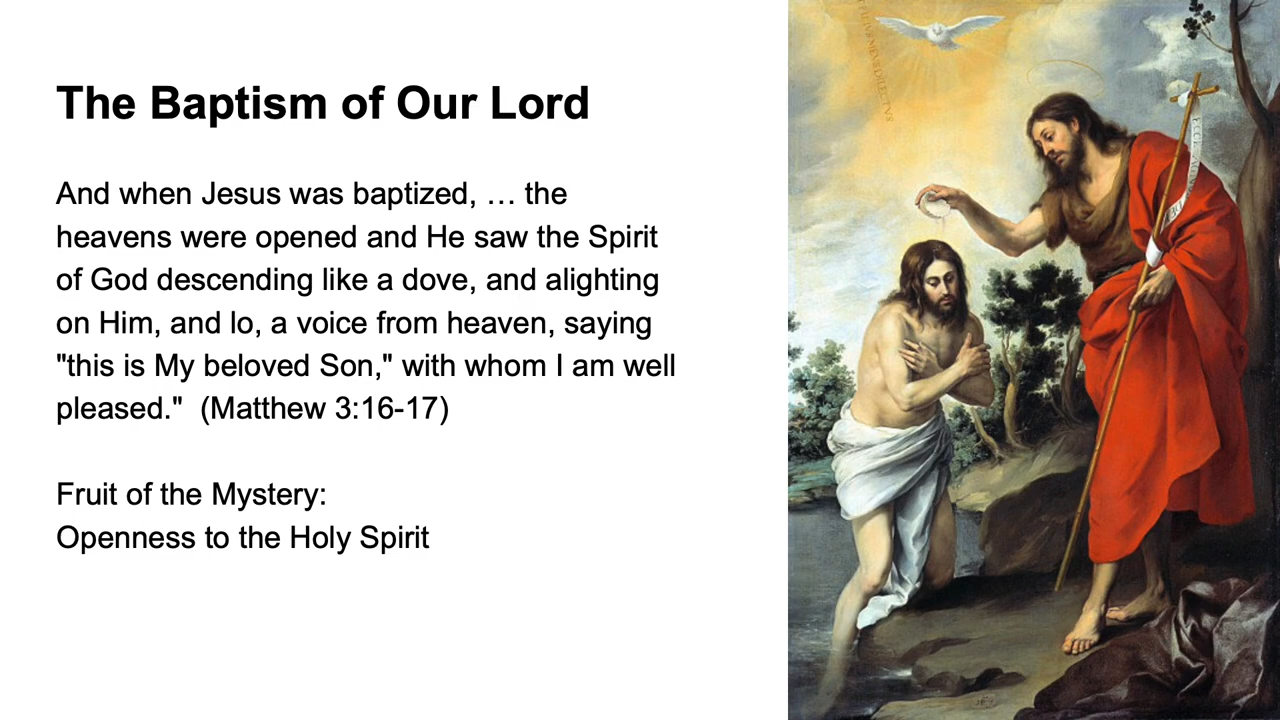 The Baptism of Our Lord
And when Jesus was baptized, … the
heavens were opened and He saw the Spirit
of God descending like a dove, and alighting
on Him, and lo, a voice from heaven, saying
"this is My beloved Son," with whom I am well
pleased."  (Matthew 3:16-17)
Fruit of the Mystery:
Openness to the Holy Spirit
DILECTVS
ECCE